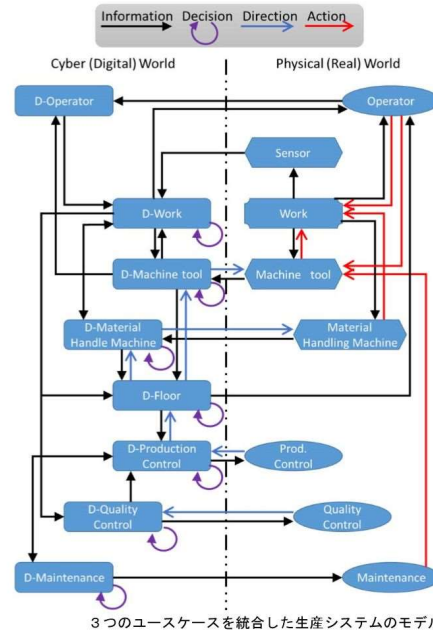 Information Decision Direction Action
Cyber (Digital) World
Physical (Real) World
D-Operator
Operator
Sensor
D-Work
Work
D-Machine tool
Machine tool
D-Material
Handle Machine
Material
Handling Machine
D-Floor
D-Production
Control
Prod.
Control
D-Quality
Control
Quality
Control
D-Maintenance
Maintenance
3つのユースケースを統合した生産システムのモデル